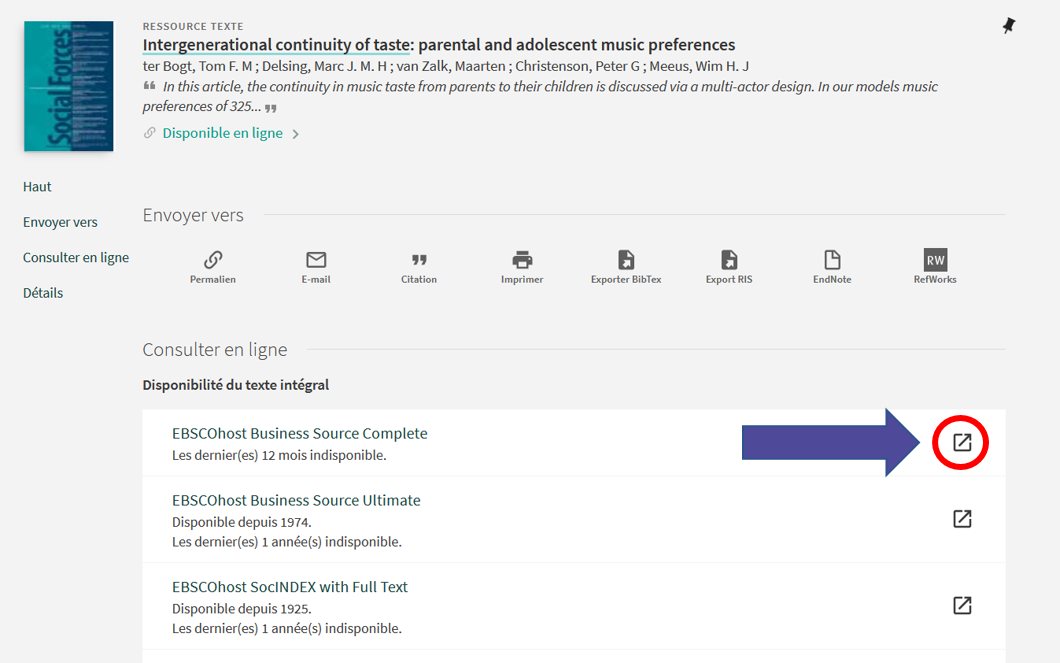 Social Forces
RESSOURCE TEXTE
Intergenerational continuity of taste: parental and adolescent music preferences
ter Bogt, Tom F. M ; Delsing, Marc J. M. H ; van Zalk, Maarten ; Christenson, Peter G ; Meeus, Wim H. J
In this article, the continuity in music taste from parents to their children is discussed via a multi-actor design. In our models music
preferences of 325...
Disponible en ligne
Haut
Envoyer vers
Consulter en ligne
Détails
Envoyer vers
Permalien
E-mail
Citation
Imprimer
Exporter BibTex
Export RIS
EndNote
RW
RefWorks
Consulter en ligne
Disponibilité du texte intégral
EBSCOhost Business Source Complete
Les dernier(es) 12 mois indisponible.
EBSCOhost Business Source Ultimate
Disponible depuis 1974.
Les dernier(es) 1 année(s) indisponible.
EBSCOhost SocINDEX with Full Text
Disponible depuis 1925.
Les dernier(es) 1 année(s) indisponible.